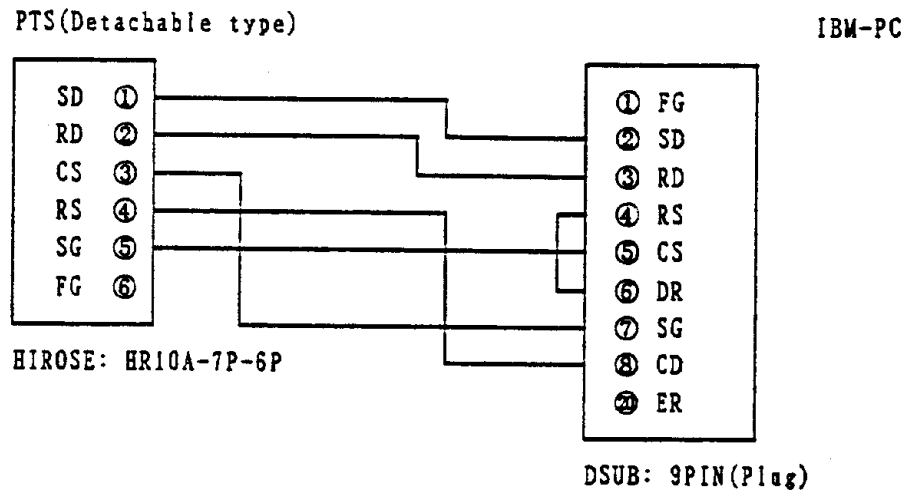 PTS(Detachable type)
IBM-PC
SD ①
RD ②
CS ③
RS ④
SG ⑤
FG ⑥
HIROSE: HR10A-7P-6P
① FG
② SD
③ RD
④ RS
⑤ CS
⑥ DR
⑦ SG
⑧ CD
⑳ ER
DSUB: 9PIN(Plug)